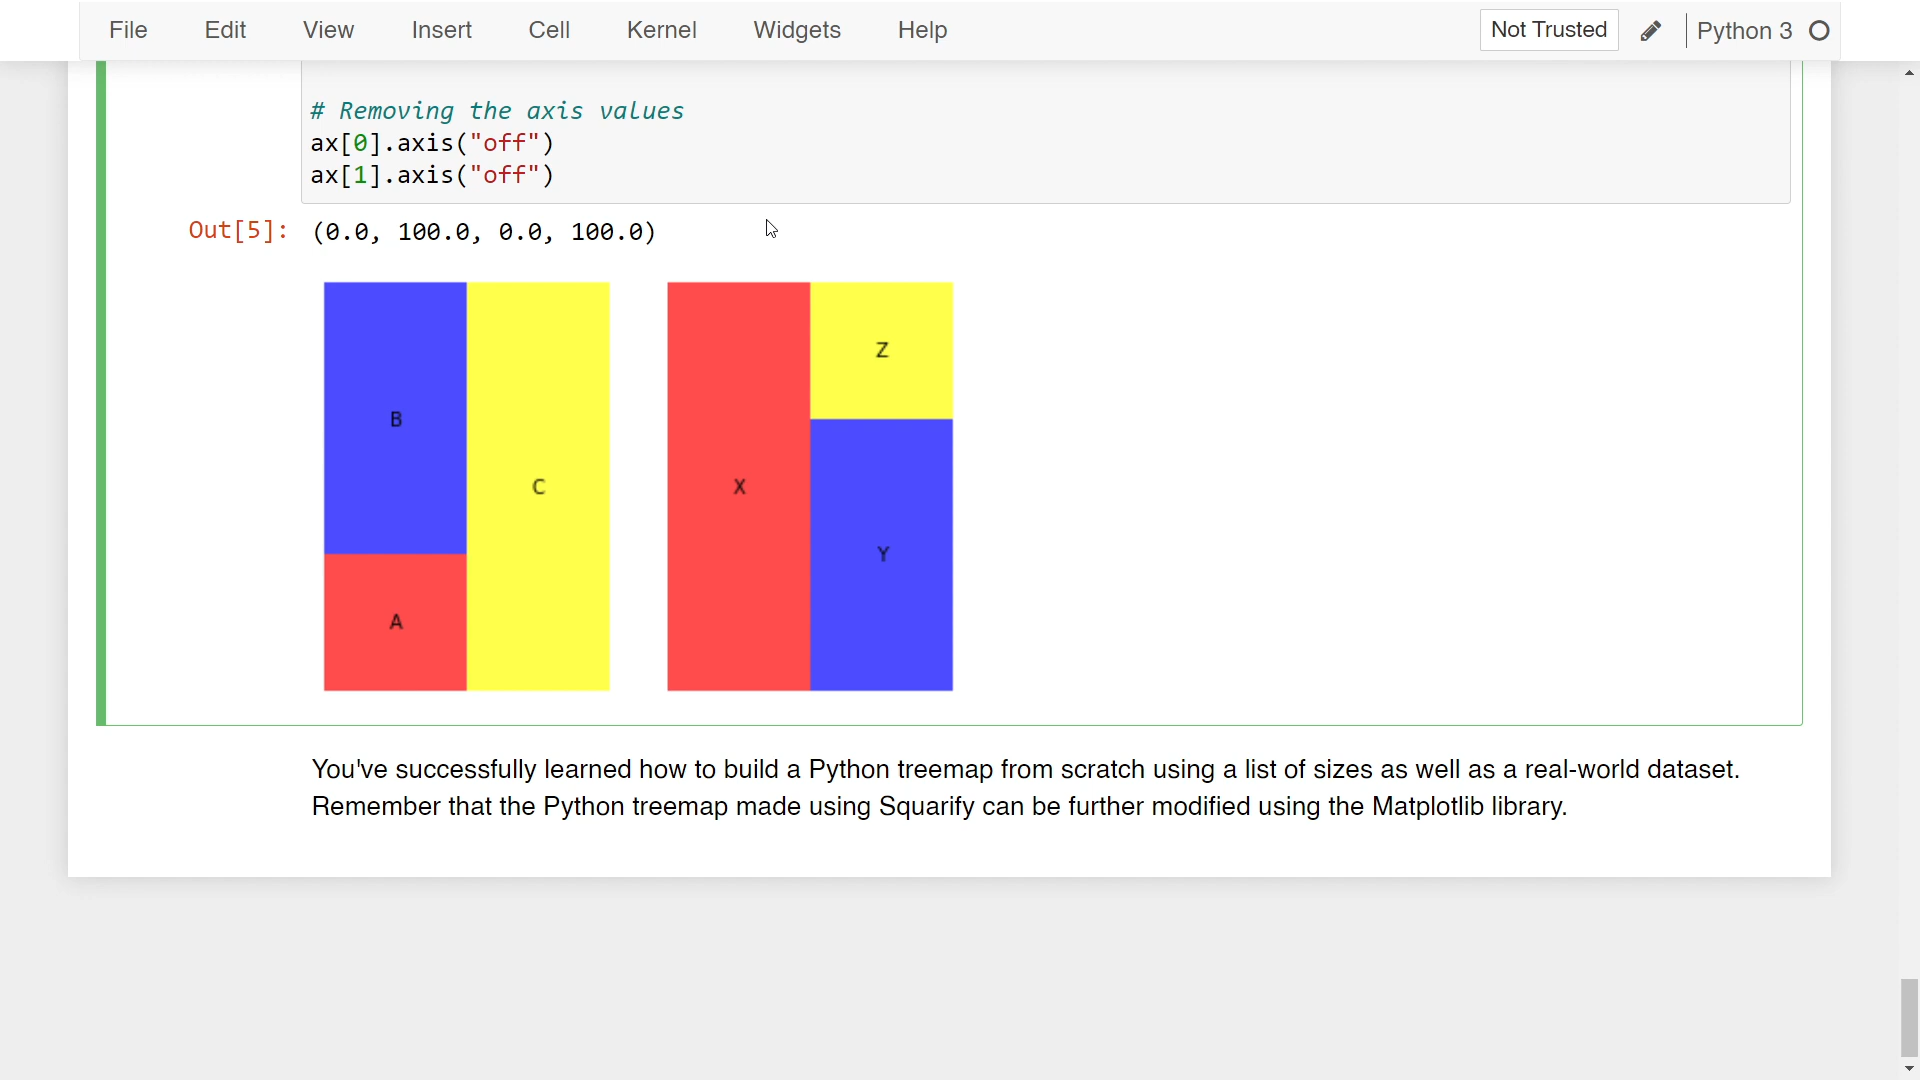 File Edit View Insert Cell Kernel Widgets Help Not Trusted Python 3
# Removing the axis values
ax[0].axis("off")
ax[1].axis("off")
Out[5]: (0.0, 100.0, 0.0, 100.0)
Z
B
C X
Y
A
You've successfully learned how to build a Python treemap from scratch using a list of sizes as well as a real-world dataset.
Remember that the Python treemap made using Squarify can be further modified using the Matplotlib library.